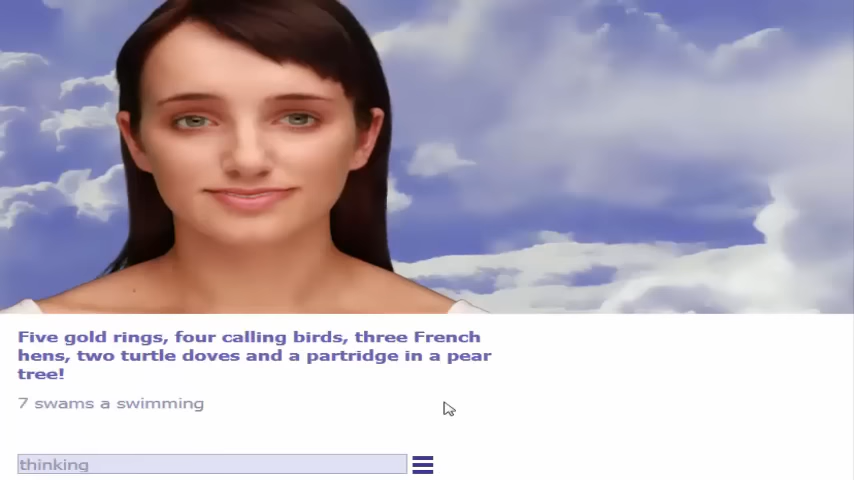 Five gold rings, four calling birds, three French
hens, two turtle doves and a partridge in a pear
tree!
7 swams a swimming
thinking